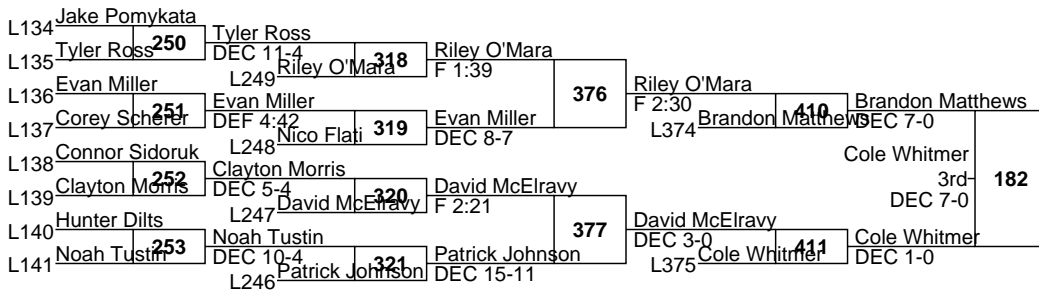 L134 Jake Pomykata
250
L135 Tyler Ross
Tyler Ross
DEC 11-4
318
L249 Riley O'Mara
Riley O'Mara
F 1:39
L136 Evan Miller
251
L137 Corey Scherer
Evan Miller
DEF 4:42
319
L248 Nico Flati
Evan Miller
DEC 8-7
376
Riley O'Mara
F 2:30
410
L374 Brandon Matthews
Brandon Matthews
DEC 7-0
L138 Connor Sidoruk
252
L139 Clayton Morris
Clayton Morris
DEC 5-4
320
L247 David McElravy
David McElravy
F 2:21
L140 Hunter Dilts
253
L141 Noah Tustin
Noah Tustin
DEC 10-4
321
L246 Patrick Johnson
Patrick Johnson
DEC 15-11
377
David McElravy
DEC 3-0
411
L375 Cole Whitmer
Cole Whitmer
DEC 1-0
Cole Whitmer
3rd
DEC 7-0
182